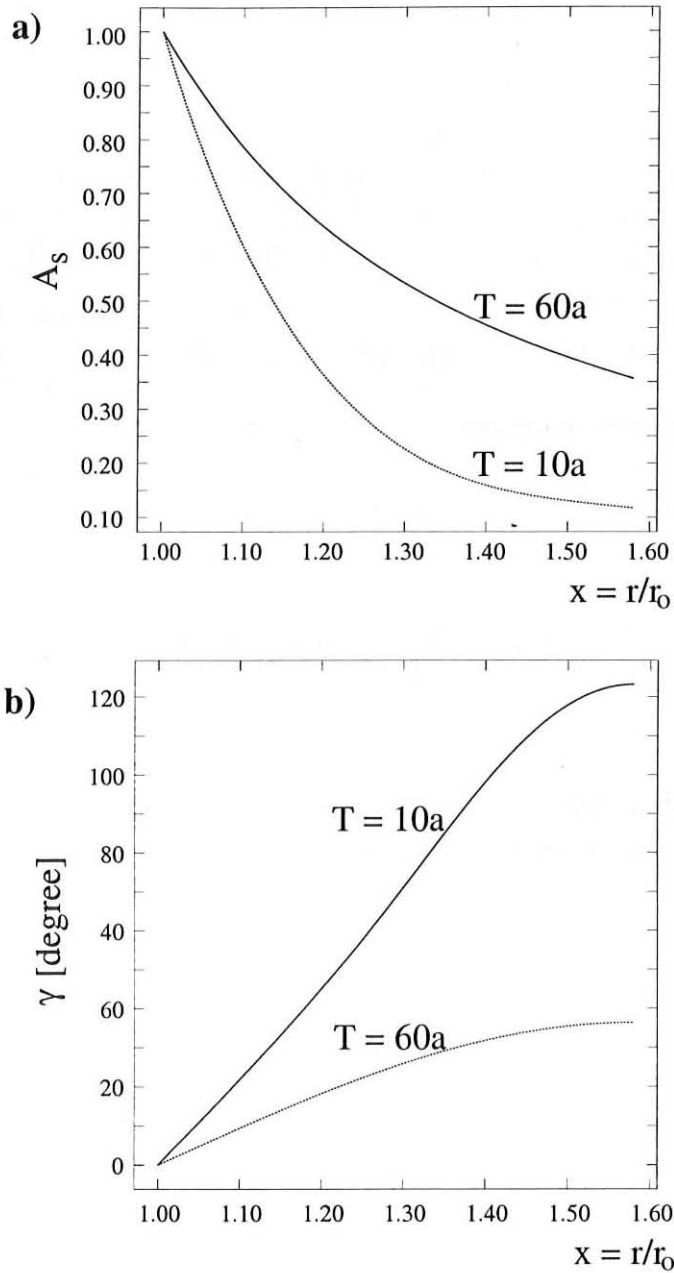 a)
1.00
0.90
0.80
0.70
0.60
0.50
0.40
0.30
0.20
0.10
A_s
T = 60a
T = 10a
1.00 1.10 1.20 1.30 1.40 1.50 1.60
x = r/r_o
b)
120
100
80
40
60
20
0
γ [degree]
T = 10a
T = 60a
1.00 1.10 1.20 1.30 1.40 1.50 1.60
x = r/r_o